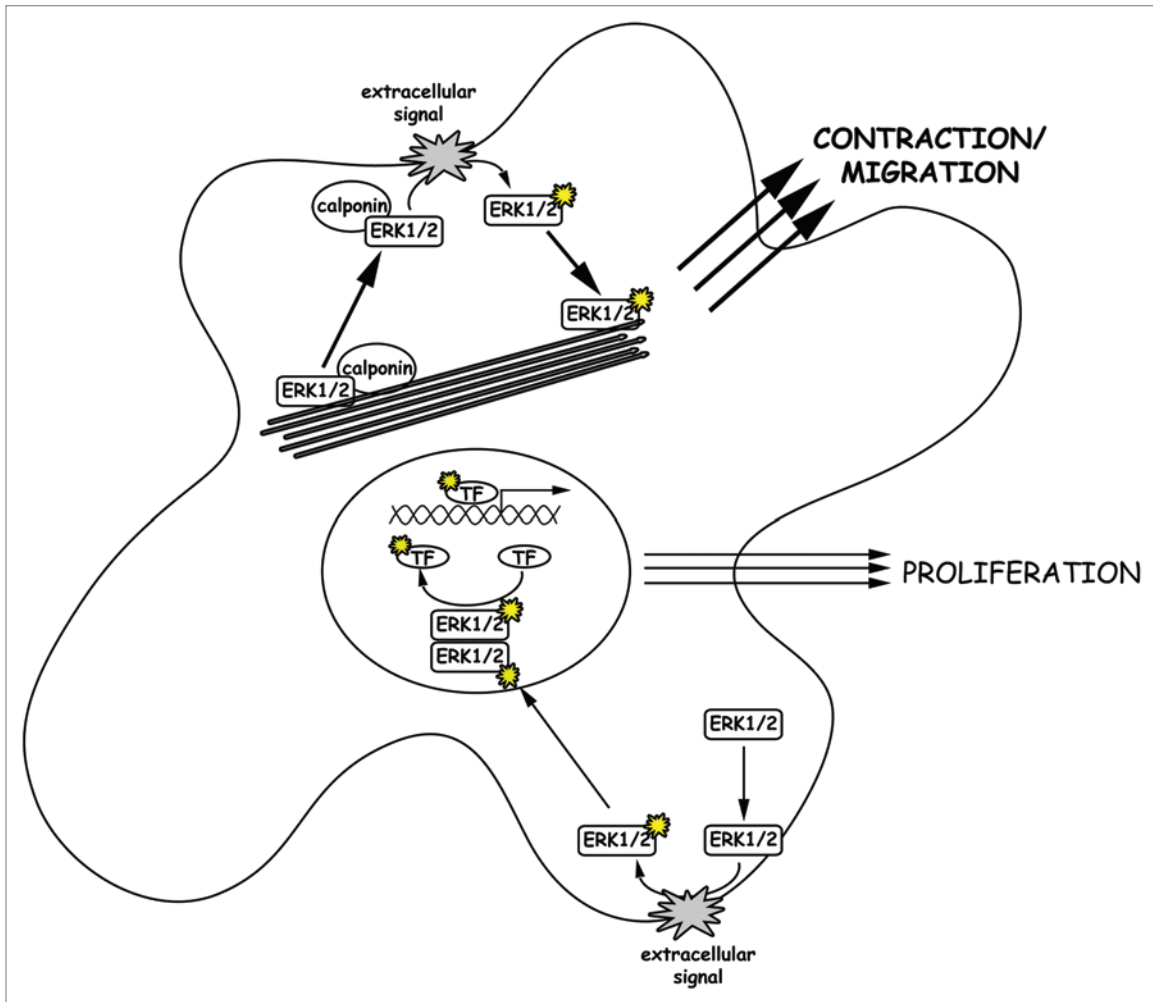 extracellular
signal
CONTRACTION/
MIGRATION
calponin
ERK1/2
ERK1/2
ERK1/2
calponin
ERK1/2
TF
TF
TF
PROLIFERATION
ERK1/2
ERK1/2
ERK1/2
ERK1/2
ERK1/2
extracellular
signal